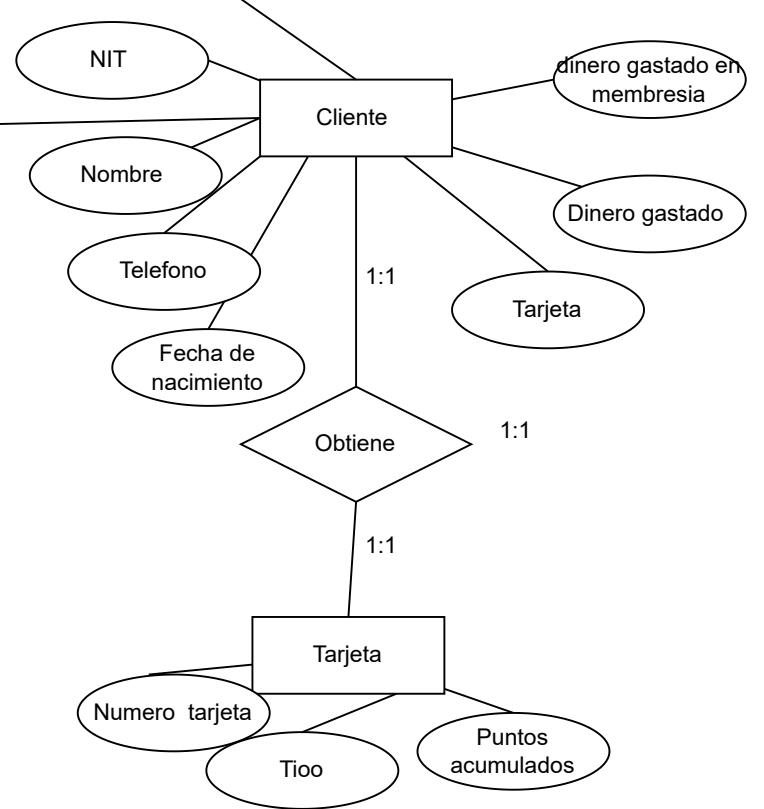 NIT
Cliente
dinero gastado en
membresia
Nombre
Dinero gastado
Telefono
1:1
Tarjeta
Fecha de
nacimiento
Obtiene
1:1
1:1
Tarjeta
Numero tarjeta
Tioo
Puntos
acumulados